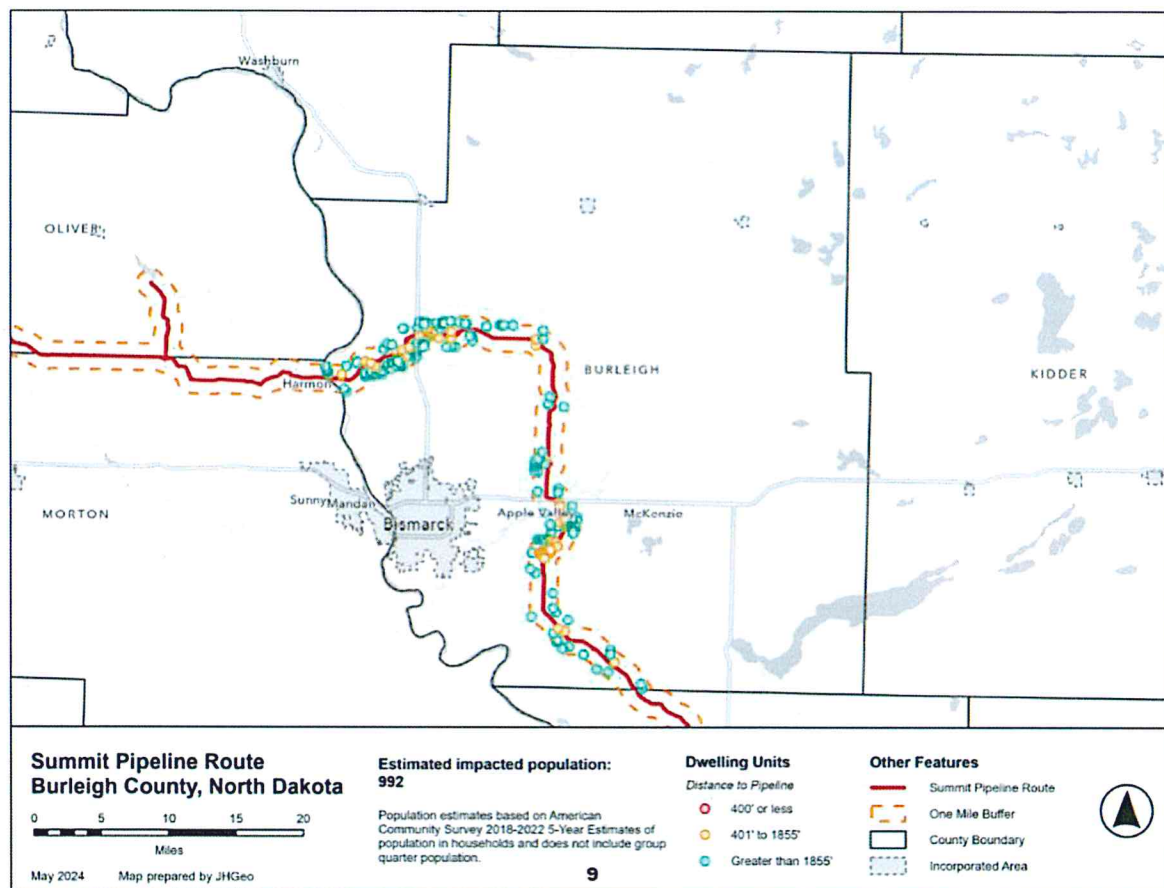 Washburn
OLIVER
BURLEIGH
KIDDER
Harmon
Sunny
Mandan
Bismarck
Apple Valley
McKenzie
MORTON
Summit Pipeline Route
Burleigh County, North Dakota
0 5 10 15 20
Miles
May 2024 Map prepared by JHGeo
Estimated impacted population:
992
Population estimates based on American
Community Survey 2018-2022 5-Year Estimates of
population in households and does not include group
quarter population.
9
Dwelling Units
Distance to Pipeline
400' or less
401' to 1855'
Greater than 1855'
Other Features
Summit Pipeline Route
One Mile Buffer
County Boundary
Incorporated Area